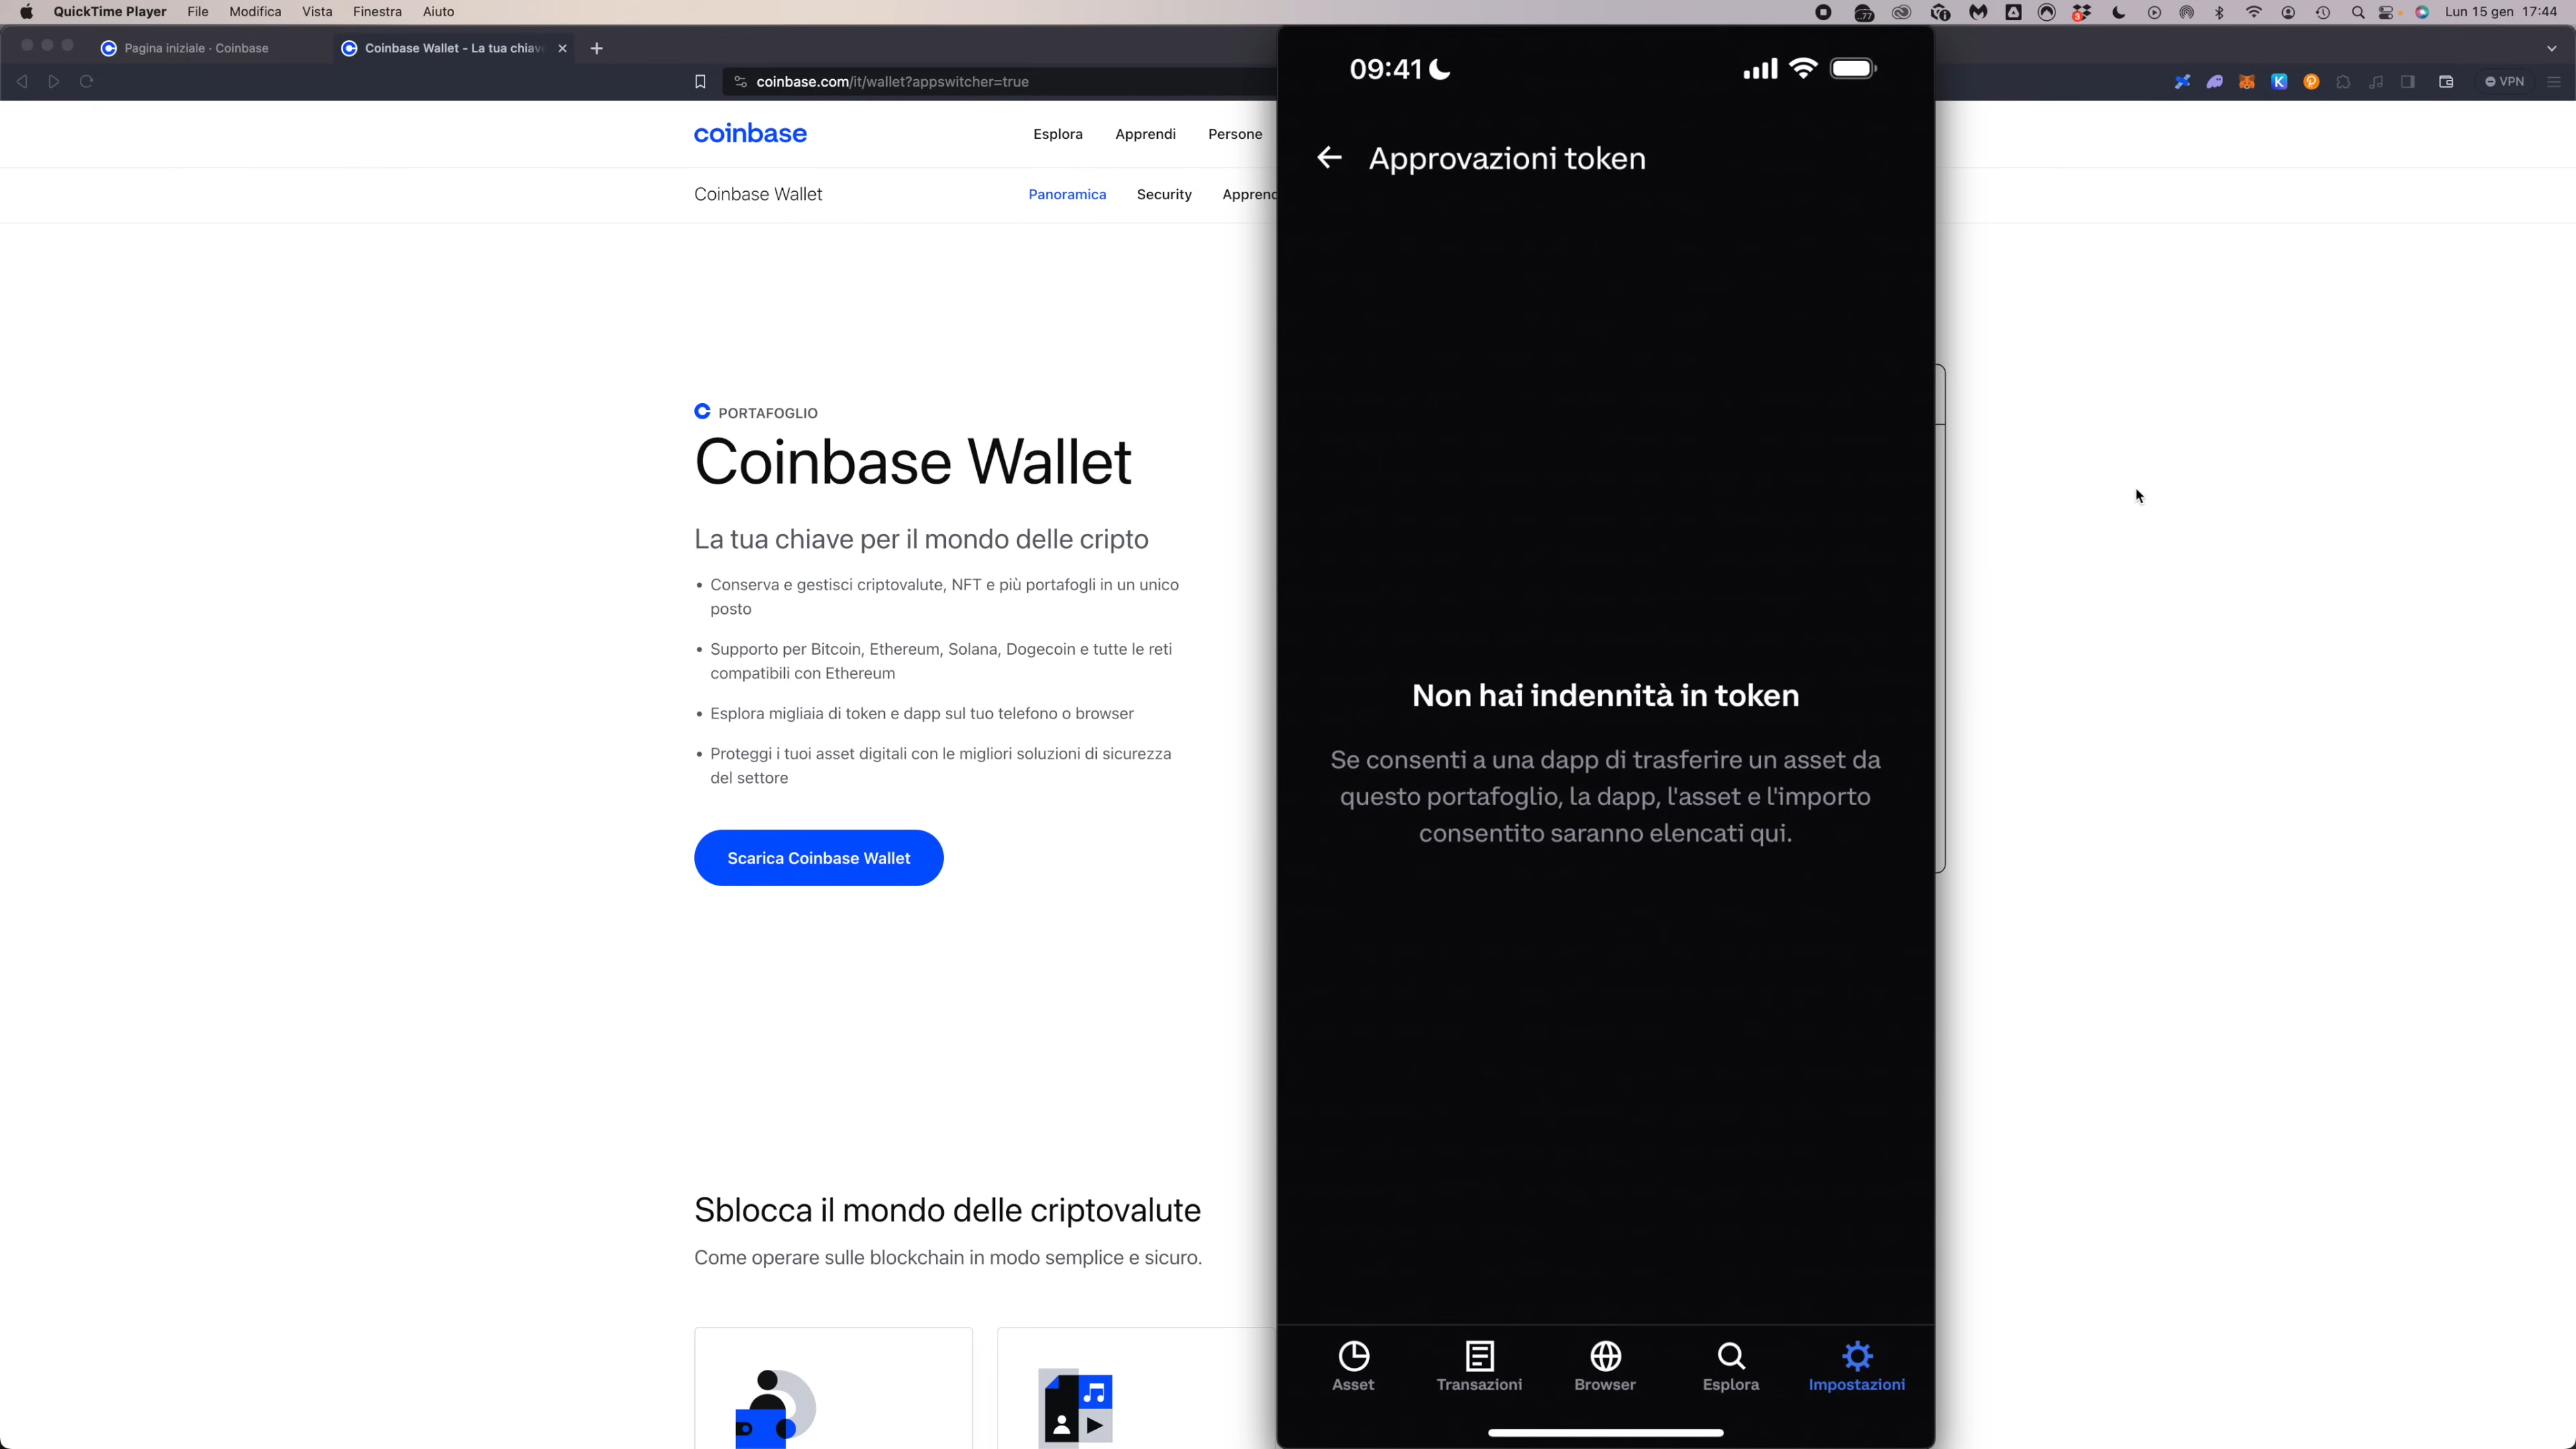 QuickTime Player File Modifica Vista Finestra Aiuto
77
3
Lun 15 gen 17:44
Pagina iniziale · Coinbase
Coinbase Wallet - La tua chiav
coinbase.com/it/wallet?appswitcher=true
VPN
coinbase
Esplora Apprendi Persone
Coinbase Wallet
Panoramica Security Apprend
PORTAFOGLIO
Coinbase Wallet
La tua chiave per il mondo delle cripto
• Conserva e gestisci criptovalute, NFT e più portafogli in un unico
posto
• Supporto per Bitcoin, Ethereum, Solana, Dogecoin e tutte le reti
compatibili con Ethereum
• Esplora migliaia di token e dapp sul tuo telefono o browser
• Proteggi i tuoi asset digitali con le migliori soluzioni di sicurezza
del settore
Scarica Coinbase Wallet
Sblocca il mondo delle criptovalute
Come operare sulle blockchain in modo semplice e sicuro.
09:41
Approvazioni token
Non hai indennità in token
Se consenti a una dapp di trasferire un asset da
questo portafoglio, la dapp, l'asset e l'importo
consentito saranno elencati qui.
Asset Transazioni Browser Esplora Impostazioni